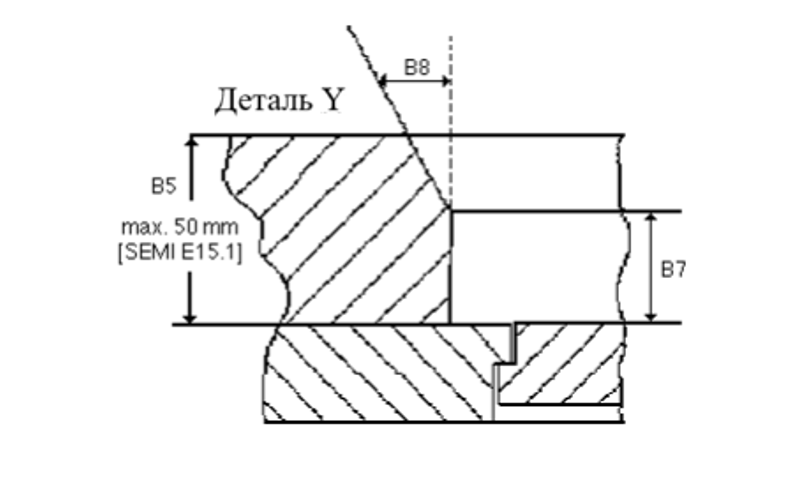 B8
Деталь Y
B5
max. 50 mm
[SEMI E15.1]
B7